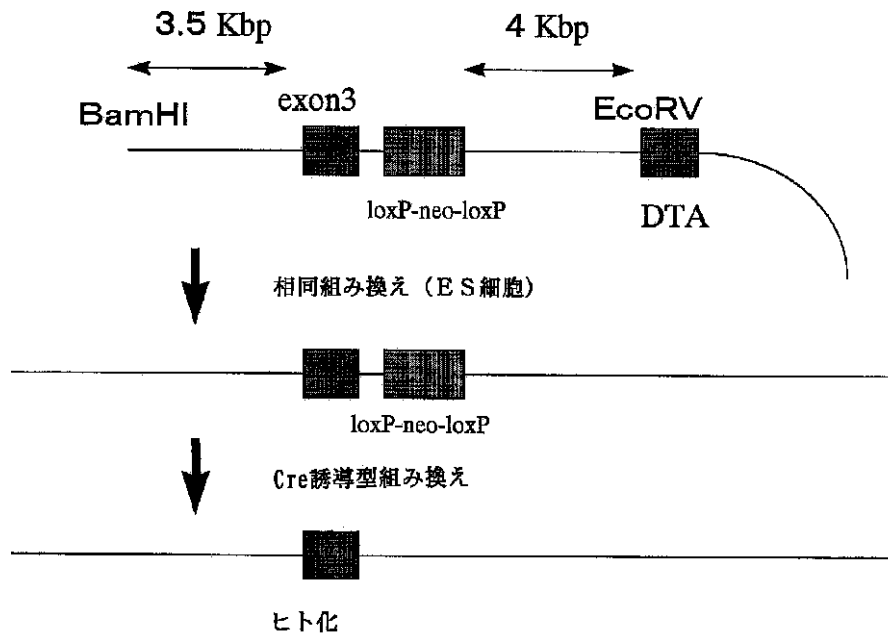 3.5 Kbp
4 Kbp
BamHI
exon3
EcoRV
loxP-neo-loxP
DTA
相同組み換え（ＥＳ細胞）
loxP-neo-loxP
Cre誘導型組み換え
ヒト化